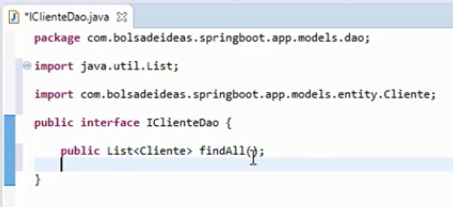 *IClienteDao.java
package com.bolsadeideas.springboot.app.models.dao;
import java.util.List;
import com.bolsadeideas.springboot.app.models.entity.Cliente;
public interface IClienteDao {
public List<Cliente> findAll();
}